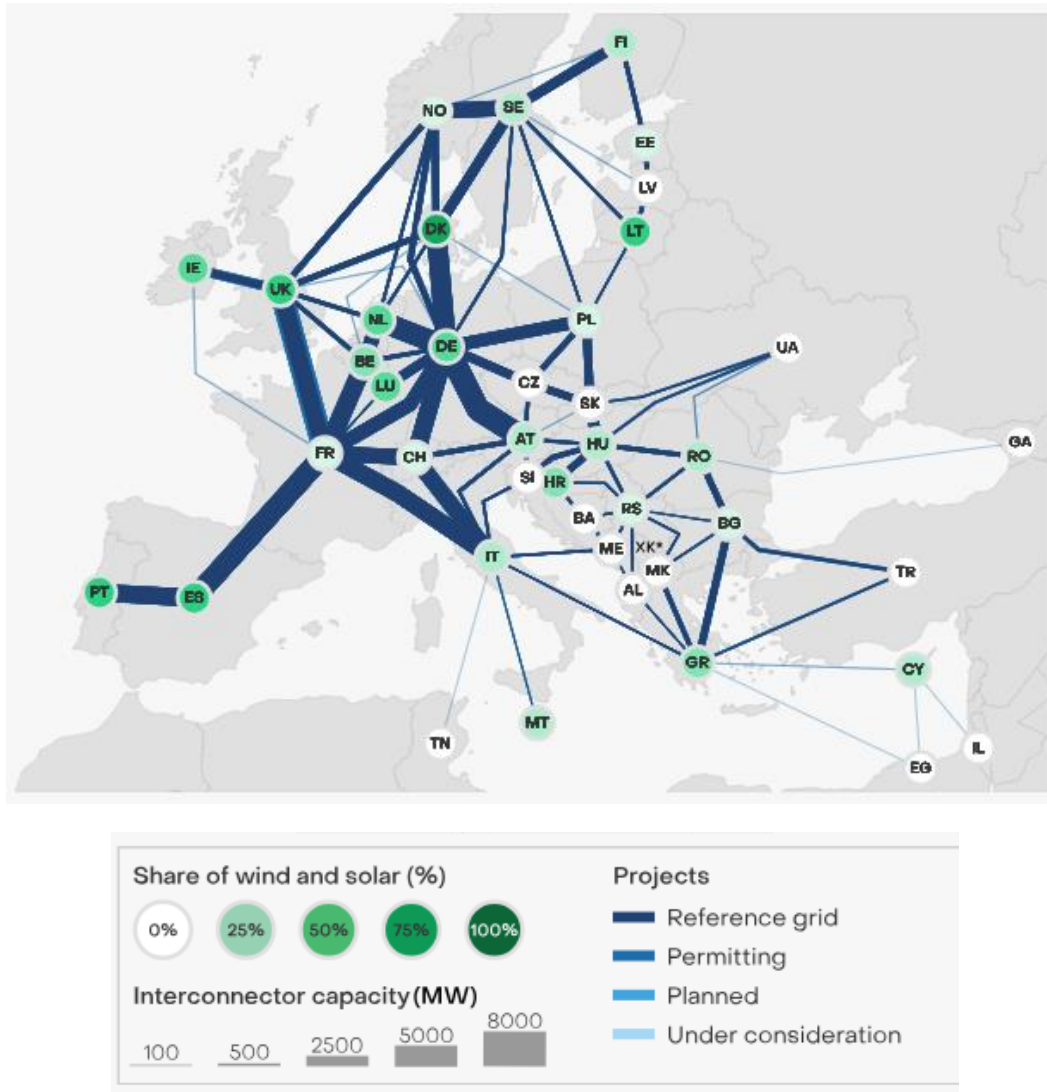 FI
NO
SE
EE
LV
DK
LT
IE
UK
NL
PL
DE
UA
BE
LU
CZ
SK
AT
HU
GA
FR
CH
RO
SI
HR
BA
RS
BG
IT
ME
XK*
MK
TR
AL
PT
ES
GR
CY
MT
TN
IL
EG
Share of wind and solar (%)
0% 25% 50% 75% 100%
Interconnector capacity (MW)
100 500 2500 5000 8000
Projects
Reference grid
Permitting
Planned
Under consideration